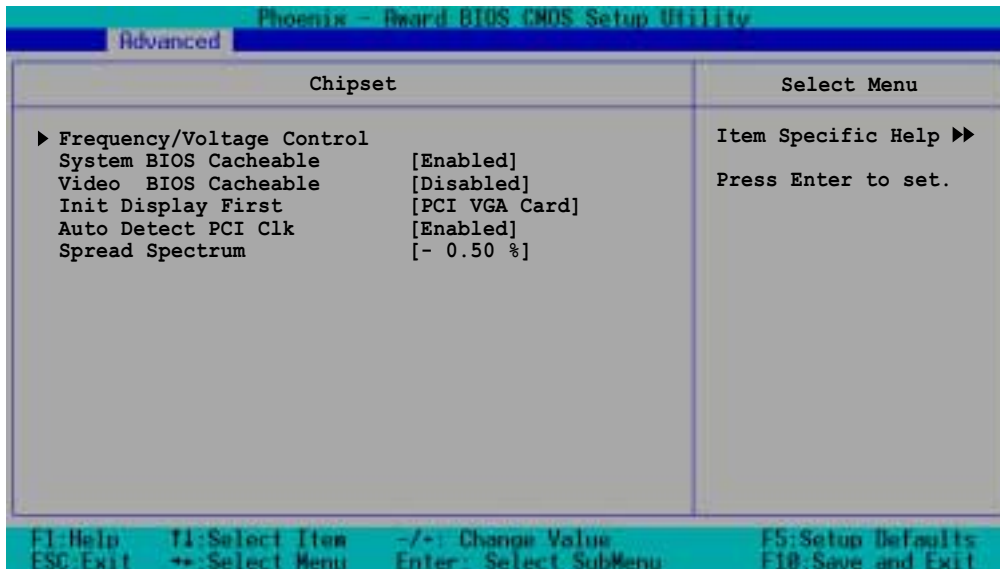 Phoenix - Award BIOS CMOS Setup Utility
Advanced
Chipset
Select Menu
▶ Frequency/Voltage Control
System BIOS Cacheable [Enabled]
Video BIOS Cacheable [Disabled]
Init Display First [PCI VGA Card]
Auto Detect PCI Clk [Enabled]
Spread Spectrum [- 0.50 %]
Item Specific Help ▶▶
Press Enter to set.
F1:Help ↑↓:Select Item -/+: Change Value F5:Setup Defaults
ESC:Exit ←→:Select Menu Enter: Select SubMenu F10:Save and Exit